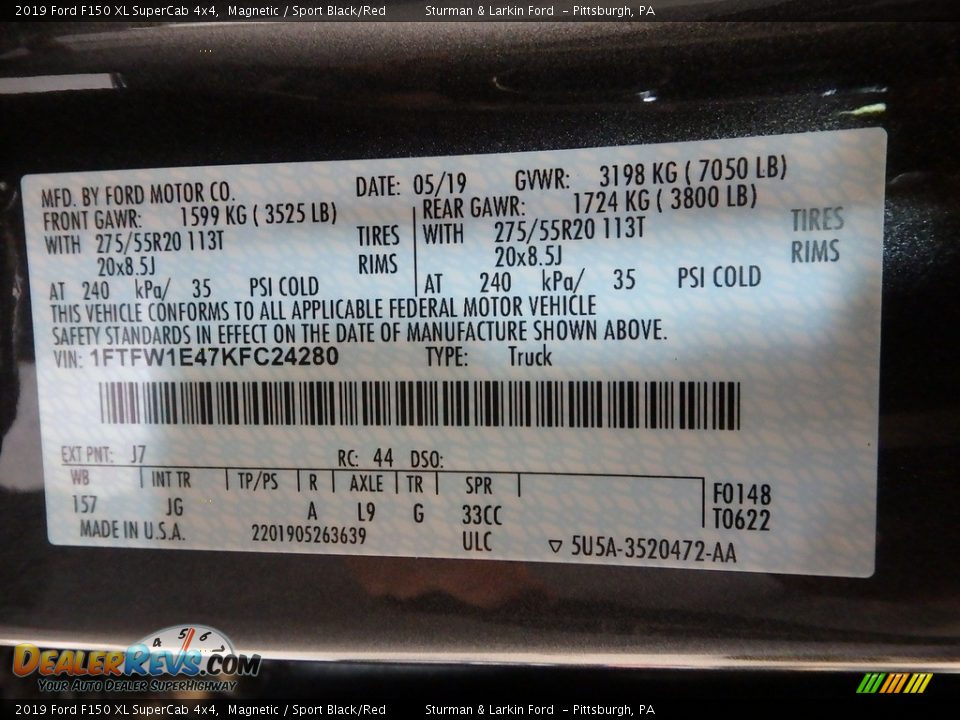 2019 Ford F150 XL SuperCab 4x4,  Magnetic / Sport Black/Red  Sturman & Larkin Ford  - Pittsburgh, PA
MFD. BY FORD MOTOR CO.  DATE: 05/19  GVWR: 3198 KG ( 7050 LB)
FRONT GAWR: 1599 KG ( 3525 LB)  REAR GAWR: 1724 KG ( 3800 LB)
WITH 275/55R20 113T TIRES  WITH 275/55R20 113T TIRES
20x8.5J RIMS  20x8.5J RIMS
AT 240 kPa/ 35 PSI COLD  AT 240 kPa/ 35 PSI COLD
THIS VEHICLE CONFORMS TO ALL APPLICABLE FEDERAL MOTOR VEHICLE
SAFETY STANDARDS IN EFFECT ON THE DATE OF MANUFACTURE SHOWN ABOVE.
VIN: 1FTFW1E47KFC24280  TYPE: Truck
EXT PNT: J7  RC: 44 DSO:
WB INT TR TP/PS R AXLE TR SPR F0148
157 JG A L9 G 33CC T0622
MADE IN U.S.A. 2201905263639 ULC ▽ 5U5A-3520472-AA
4 5 6
DEALERREVS.COM
YOUR AUTO DEALER SUPERHIGHWAY
2019 Ford F150 XL SuperCab 4x4,  Magnetic / Sport Black/Red  Sturman & Larkin Ford  - Pittsburgh, PA